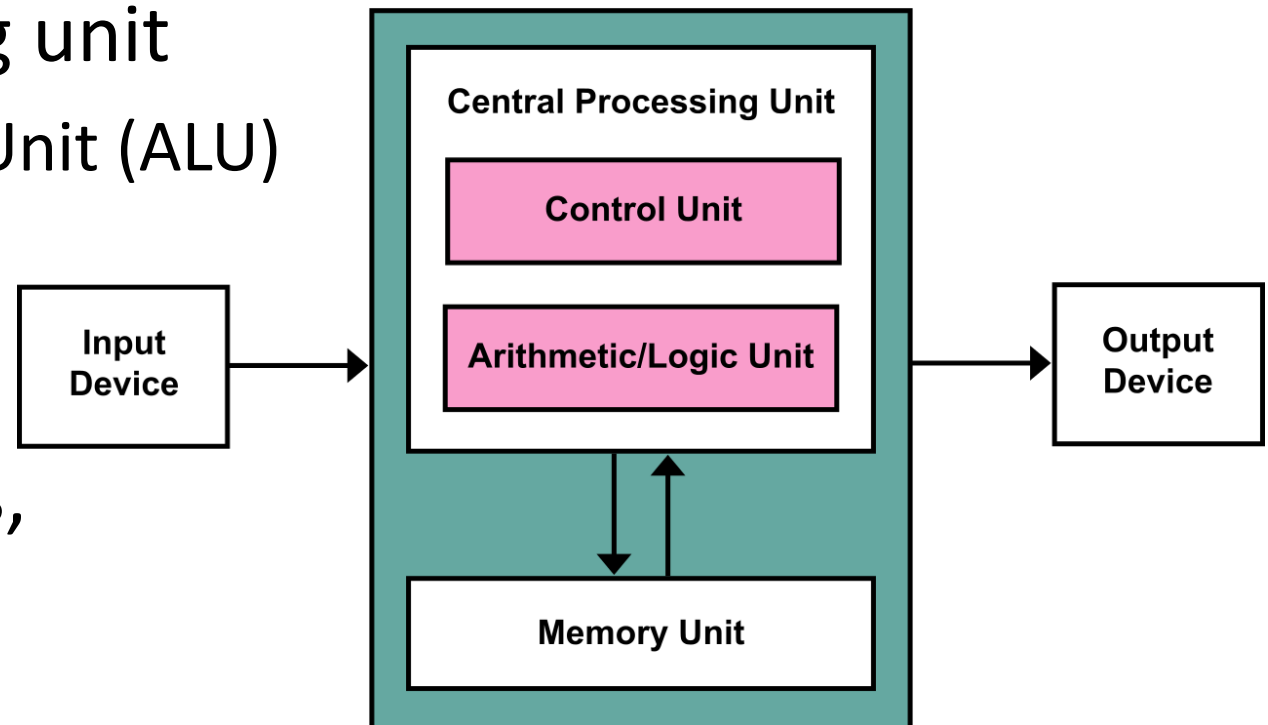 unit
Unit (ALU)
Central Processing Unit
Control Unit
Arithmetic/Logic Unit
Input
Device
Output
Device
Memory Unit